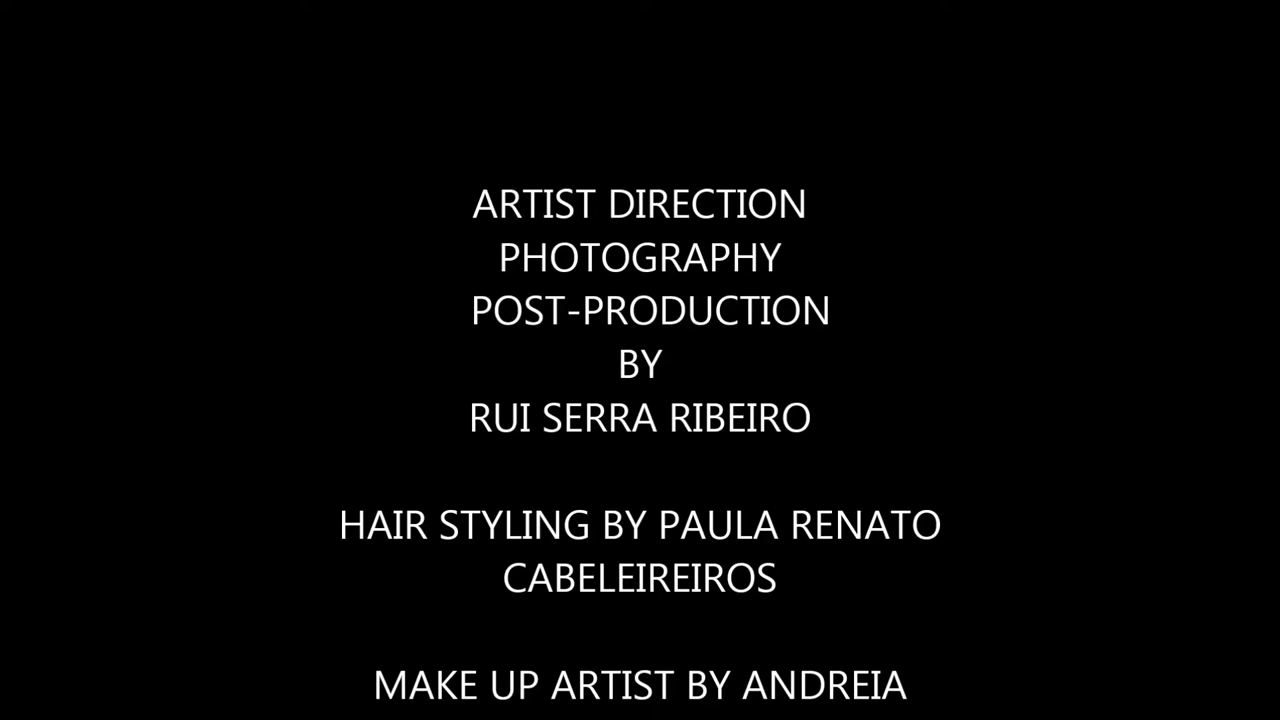 ARTIST DIRECTION
PHOTOGRAPHY
POST-PRODUCTION
BY
RUI SERRA RIBEIRO
HAIR STYLING BY PAULA RENATO
CABELEIREIROS
MAKE UP ARTIST BY ANDREIA